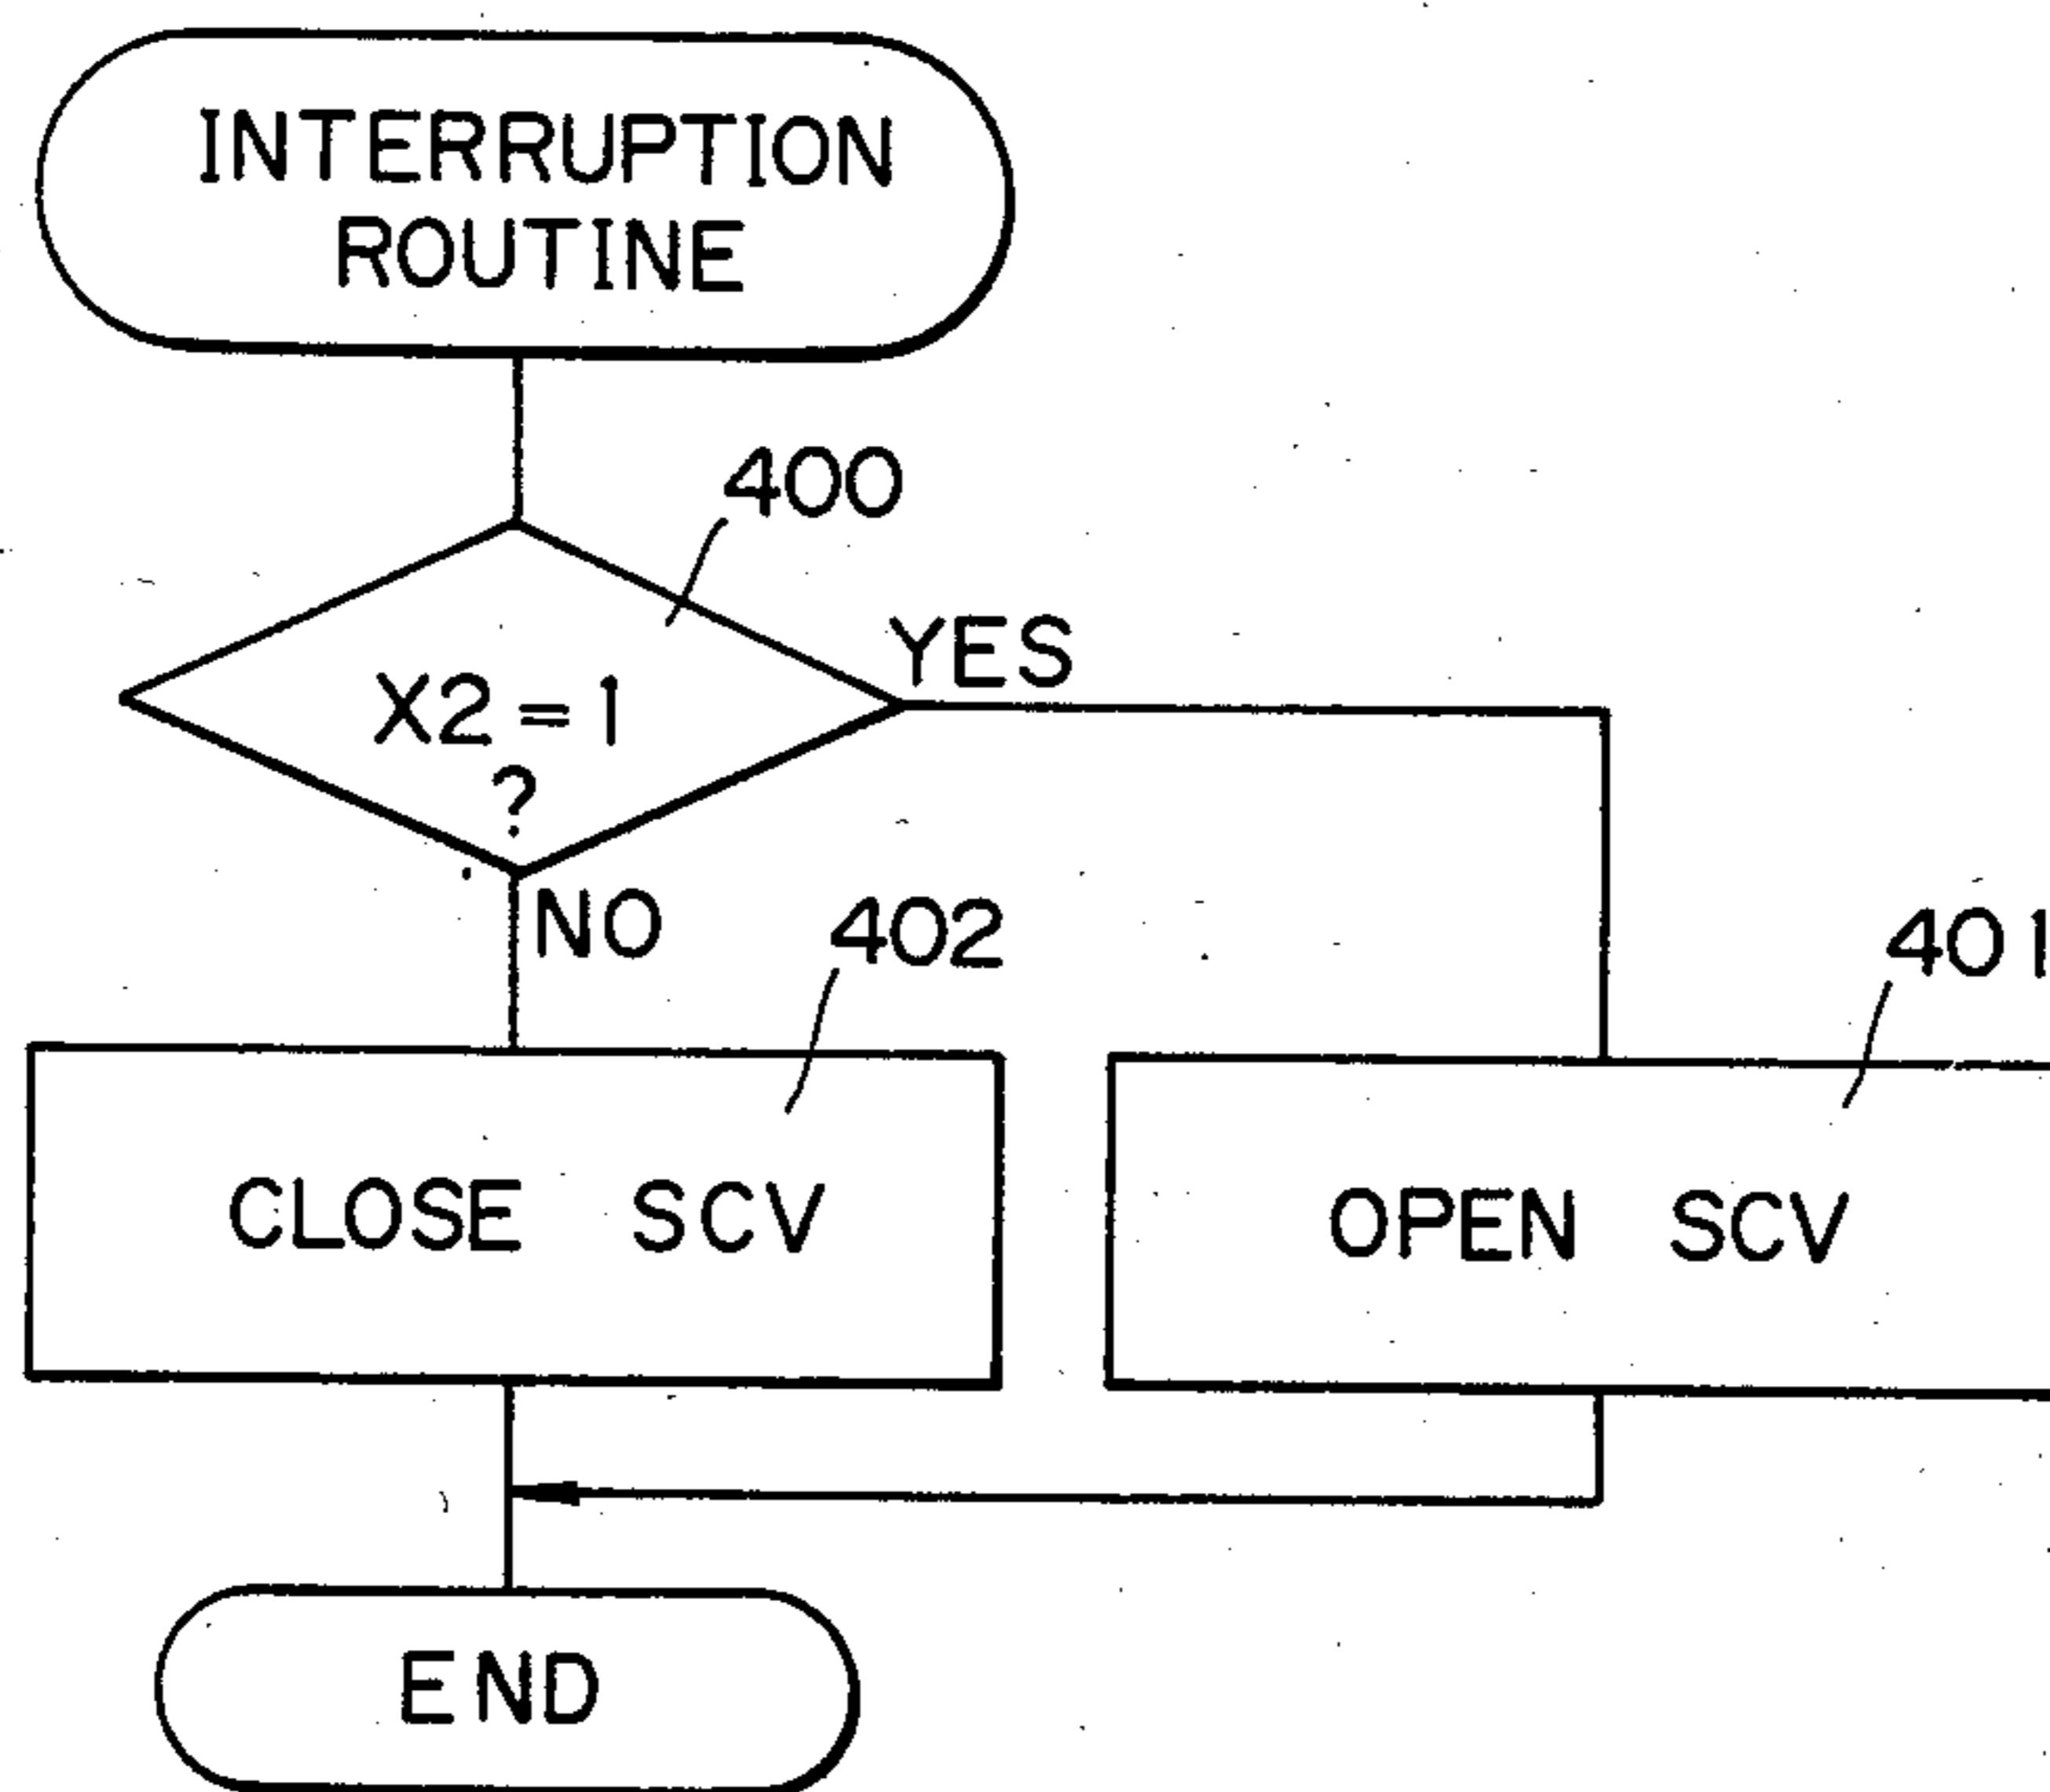 INTERRUPTION
ROUTINE
400
YES
X2=1
?
NO
402
401
CLOSE SCV
OPEN SCV
END